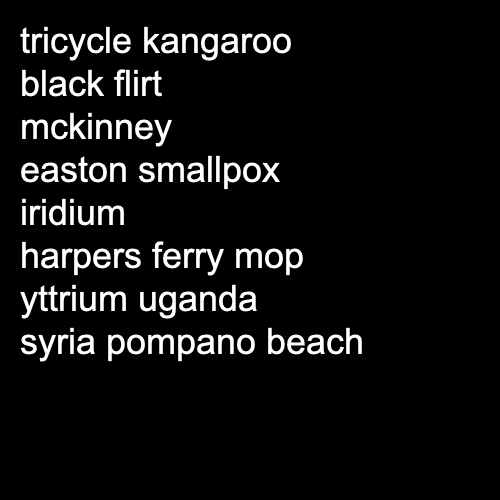 tricycle kangaroo
black flirt
mckinney
easton smallpox
iridium
harpers ferry mop
yttrium uganda
syria pompano beach